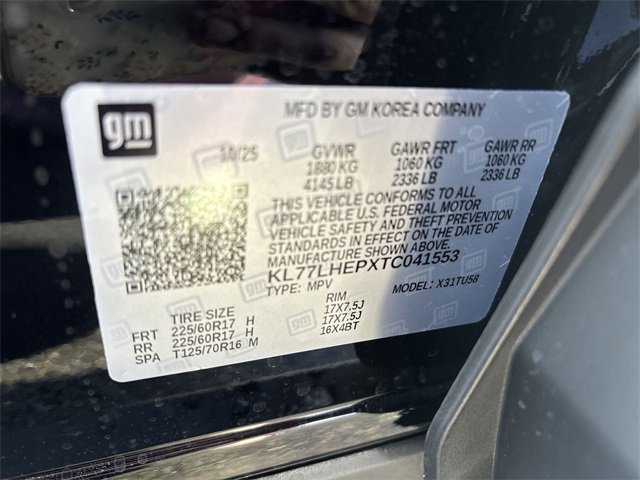 gm
MFD BY GM KOREA COMPANY
10/25 GVWR GAWR FRT GAWR RR
1880 KG 1060 KG 1060 KG
4145 LB 2336 LB 2336 LB
THIS VEHICLE CONFORMS TO ALL
APPLICABLE U.S. FEDERAL MOTOR
VEHICLE SAFETY AND THEFT PREVENTION
STANDARDS IN EFFECT ON THE DATE OF
MANUFACTURE SHOWN ABOVE.
KL77LHEPXTC041553
TYPE: MPV MODEL: X31TU58
TIRE SIZE RIM
FRT 225/60R17 H 17X7.5J
RR 225/60R17 H 17X7.5J
SPA T125/70R16 M 16X4BT